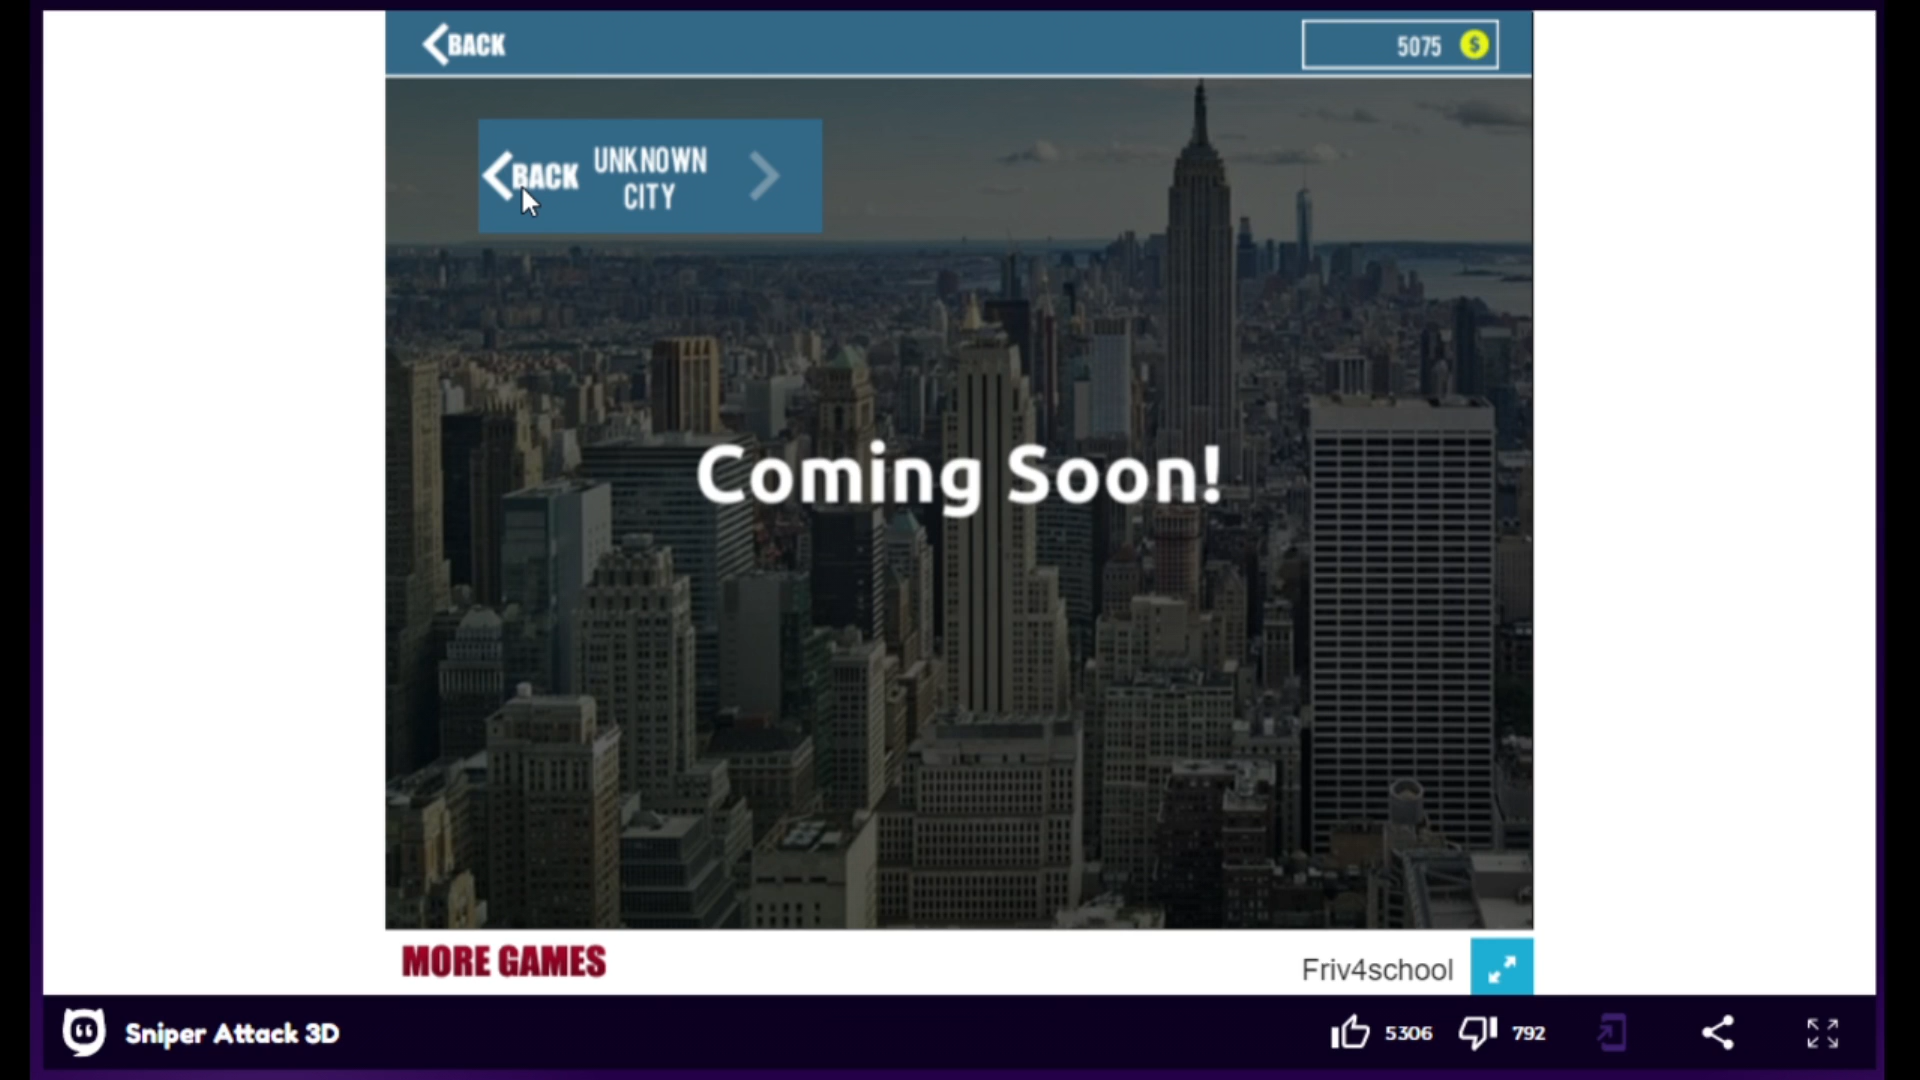 BACK
5075
BACK
UNKNOWN
CITY
Coming Soon!
MORE GAMES
Friv4school
Sniper Attack 3D
5306
792